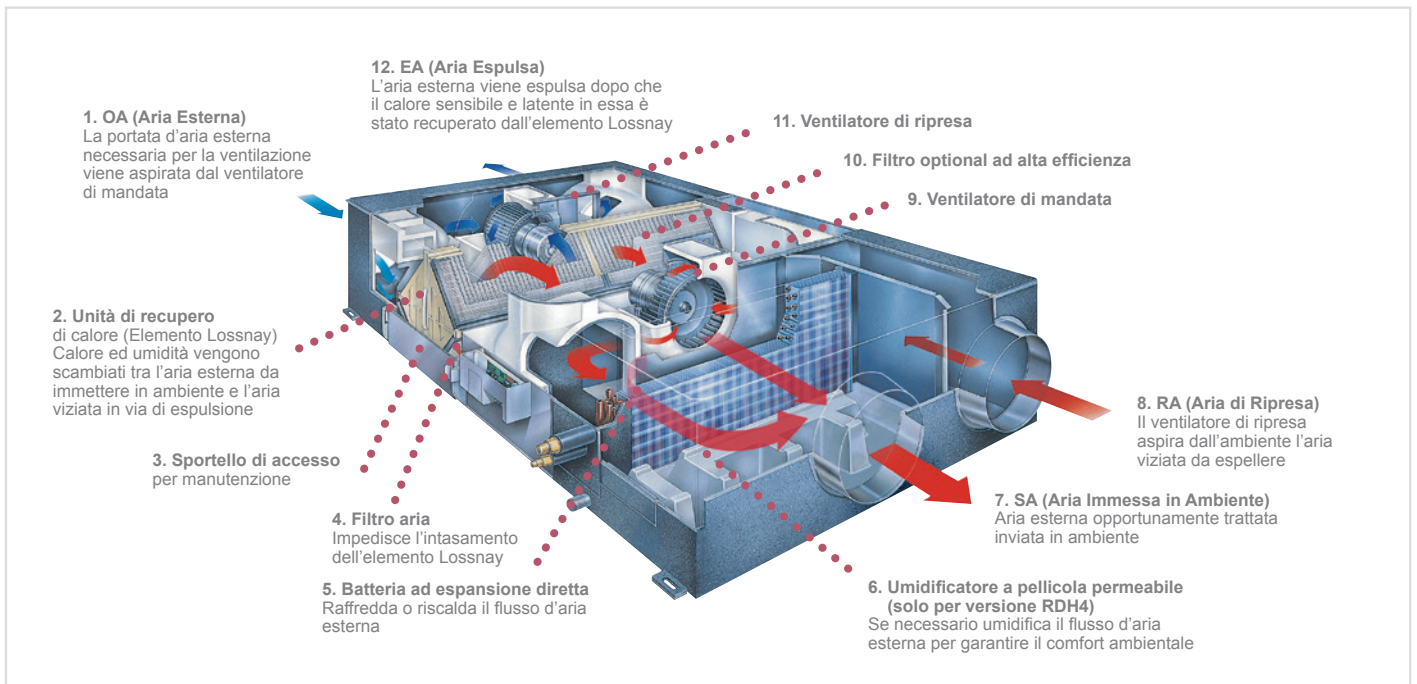 1. OA (Aria Esterna)
La portata d'aria esterna
necessaria per la ventilazione
viene aspirata dal ventilatore
di mandata
2. Unità di recupero
di calore (Elemento Lossnay)
Calore ed umidità vengono
scambiati tra l'aria esterna da
immettere in ambiente e l'aria
viziata in via di espulsione
3. Sportello di accesso
per manutenzione
4. Filtro aria
Impedisce l'intasamento
dell'elemento Lossnay
5. Batteria ad espansione diretta
Raffredda o riscalda il flusso d'aria
esterna
6. Umidificatore a pellicola permeabile
(solo per versione RDH4)
Se necessario umidifica il flusso d'aria
esterna per garantire il comfort ambientale
7. SA (Aria Immessa in Ambiente)
Aria esterna opportunamente trattata
inviata in ambiente
8. RA (Aria di Ripresa)
Il ventilatore di ripresa
aspira dall'ambiente l'aria
viziata da espellere
9. Ventilatore di mandata
10. Filtro optional ad alta efficienza
11. Ventilatore di ripresa
12. EA (Aria Espulsa)
L'aria esterna viene espulsa dopo che
il calore sensibile e latente in essa è
stato recuperato dall'elemento Lossnay